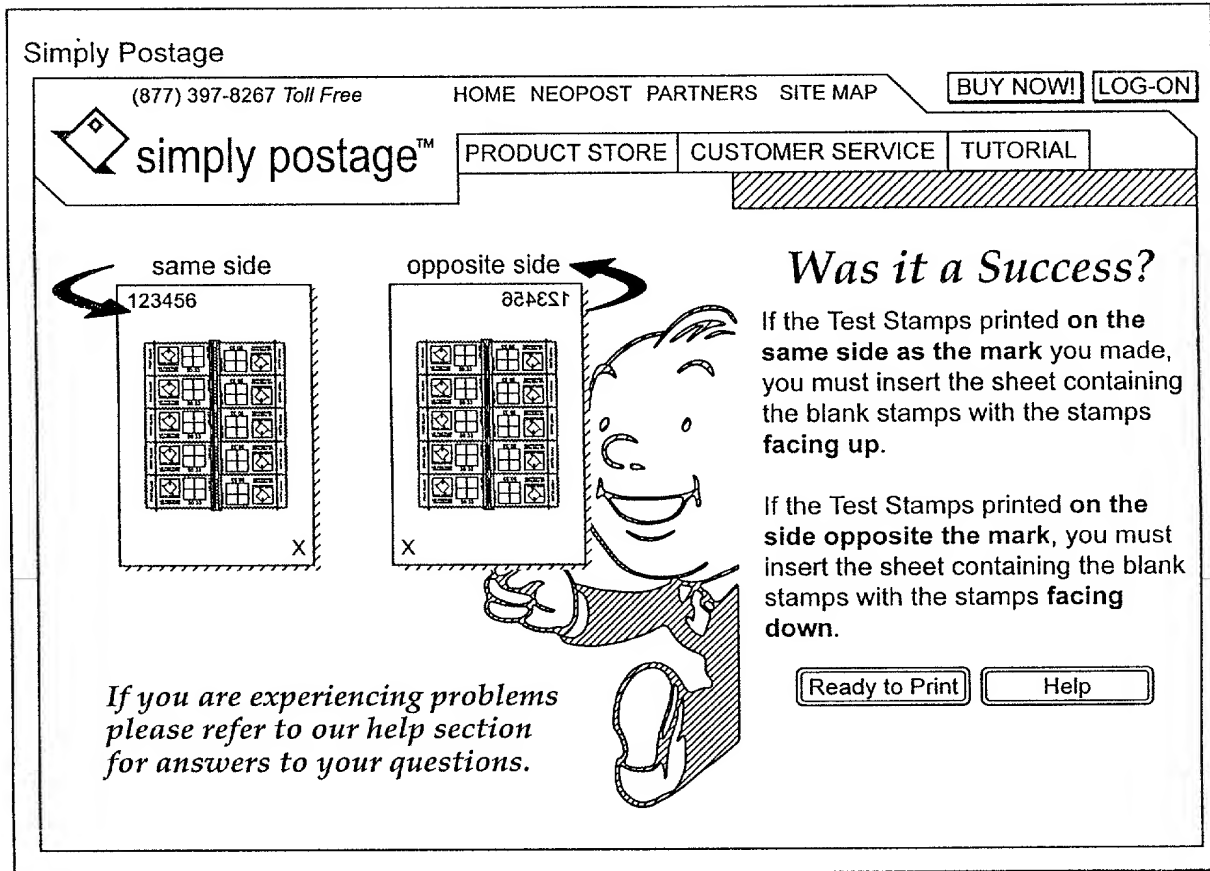 Simply Postage
(877) 397-8267 Toll Free
HOME NEOPOST PARTNERS SITE MAP
BUY NOW! LOG-ON
simply postage™
PRODUCT STORE CUSTOMER SERVICE TUTORIAL
same side
123456
X
opposite side
123456
X
Was it a Success?
If the Test Stamps printed on the
same side as the mark you made,
you must insert the sheet containing
the blank stamps with the stamps
facing up.
If the Test Stamps printed on the
side opposite the mark, you must
insert the sheet containing the blank
stamps with the stamps facing
down.
Ready to Print Help
If you are experiencing problems
please refer to our help section
for answers to your questions.